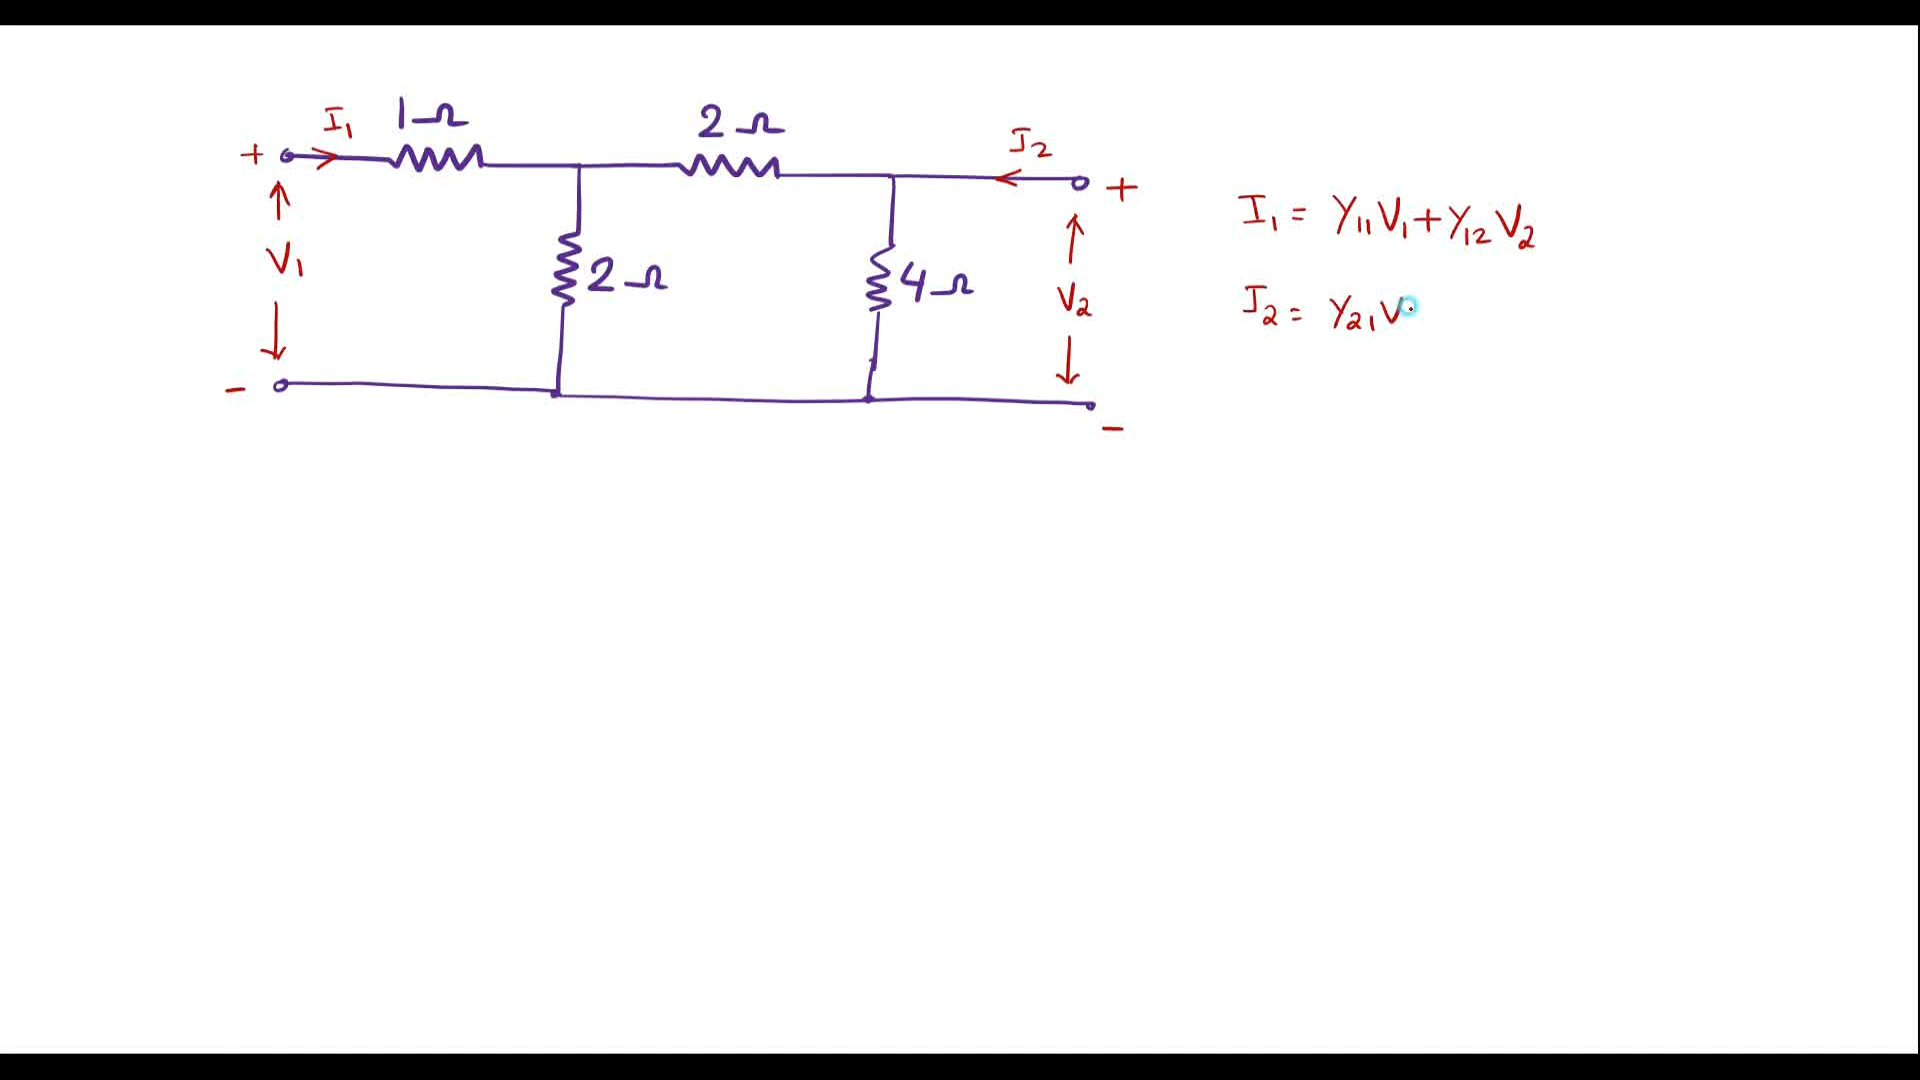 I₁ 1Ω 2Ω I₂
+ +
V₁ 2Ω 4Ω V₂
- -
I₁ = Y₁₁V₁ + Y₁₂V₂
I₂ = Y₂₁V